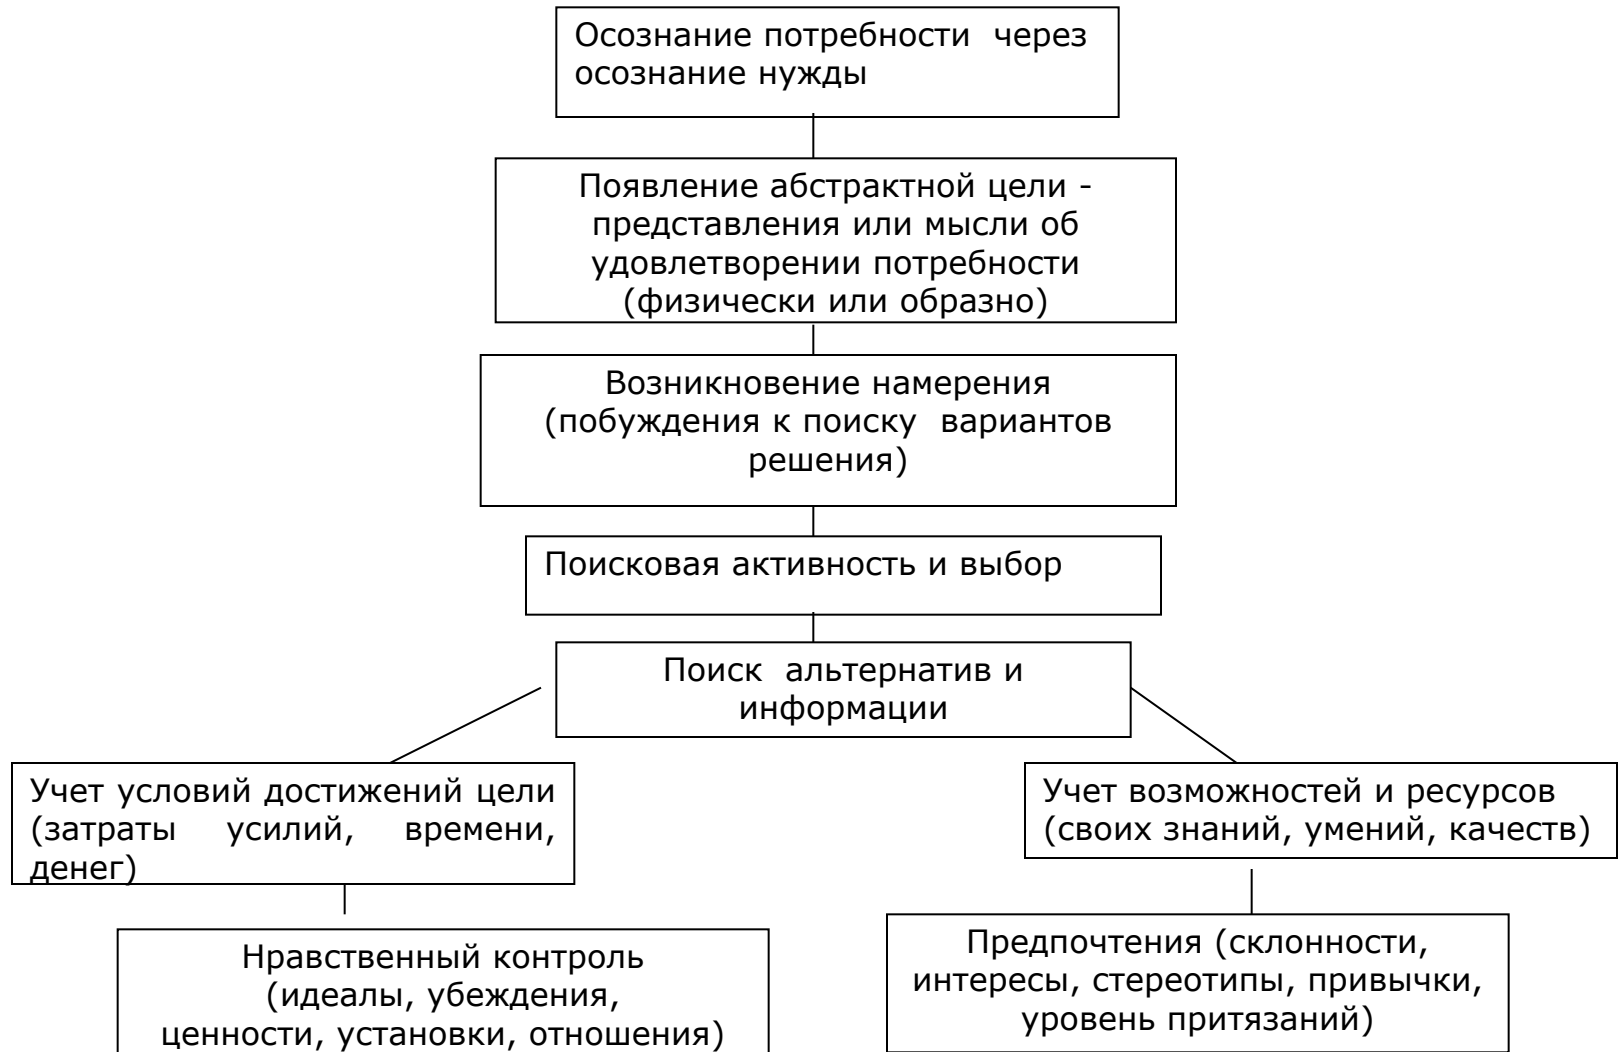 Осознание потребности через
осознание нужды
Появление абстрактной цели -
представления или мысли об
удовлетворении потребности
(физически или образно)
Возникновение намерения
(побуждения к поиску вариантов
решения)
Поисковая активность и выбор
Поиск альтернатив и
информации
Учет условий достижений цели
(затраты усилий, времени,
денег)
Учет возможностей и ресурсов
(своих знаний, умений, качеств)
Нравственный контроль
(идеалы, убеждения,
ценности, установки, отношения)
Предпочтения (склонности,
интересы, стереотипы, привычки,
уровень притязаний)